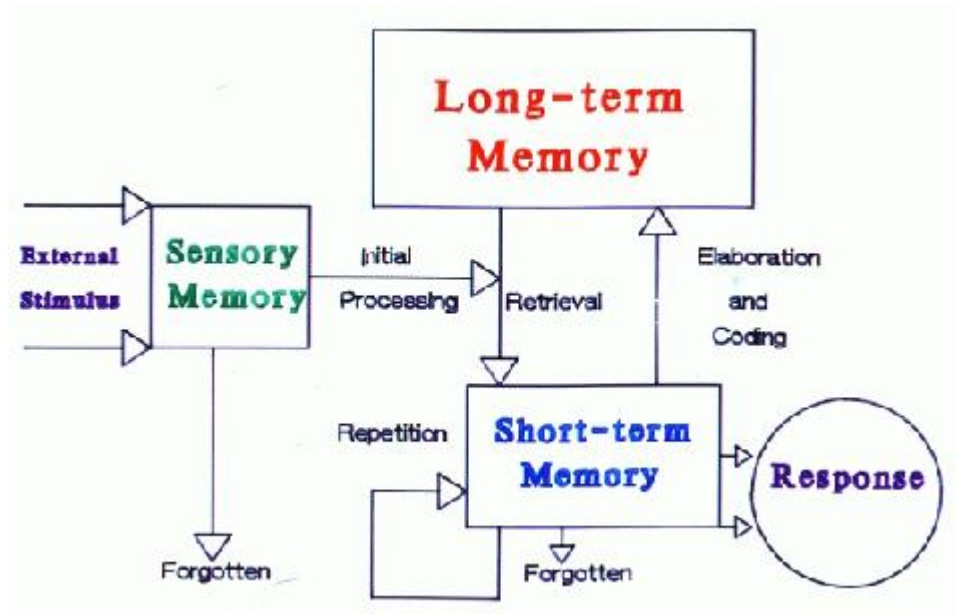 Long-term
Memory
External
Stimulus
Sensory
Memory
Initial
Processing
Retrieval
Elaboration
and
Coding
Repetition
Short-term
Memory
Response
Forgotten
Forgotten